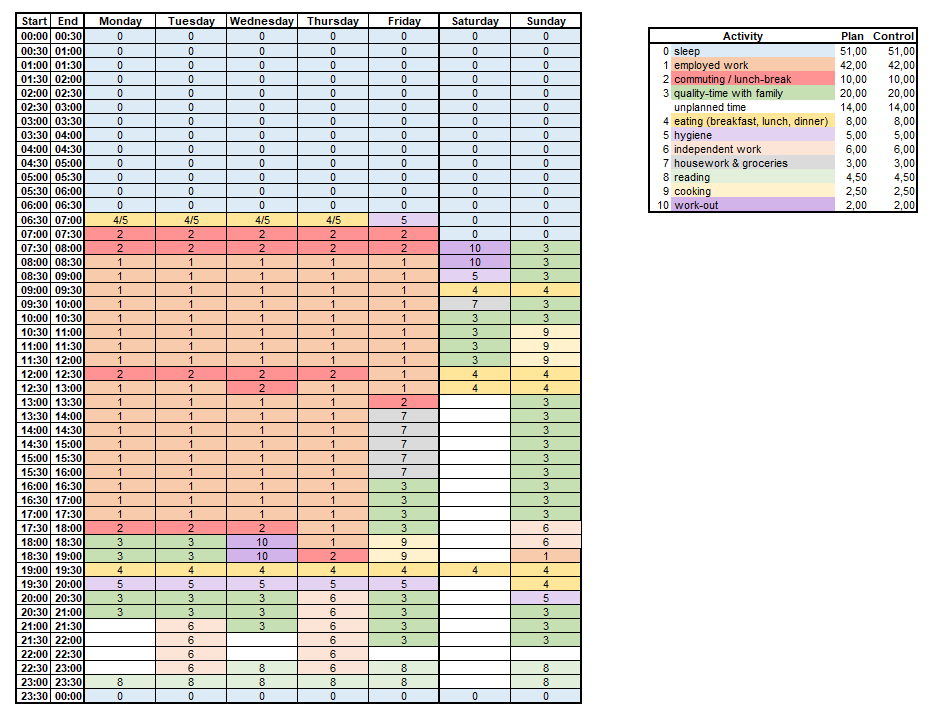 Start End Monday Tuesday Wednesday Thursday Friday Saturday Sunday
00:00 00:30 0 0 0 0 0 0 0
00:30 01:00 0 0 0 0 0 0 0
01:00 01:30 0 0 0 0 0 0 0
01:30 02:00 0 0 0 0 0 0 0
02:00 02:30 0 0 0 0 0 0 0
02:30 03:00 0 0 0 0 0 0 0
03:00 03:30 0 0 0 0 0 0 0
03:30 04:00 0 0 0 0 0 0 0
04:00 04:30 0 0 0 0 0 0 0
04:30 05:00 0 0 0 0 0 0 0
05:00 05:30 0 0 0 0 0 0 0
05:30 06:00 0 0 0 0 0 0 0
06:00 06:30 0 0 0 0 0 0 0
06:30 07:00 4/5 4/5 4/5 4/5 5 0 0
07:00 07:30 2 2 2 2 2 0 0
07:30 08:00 2 2 2 2 2 10 3
08:00 08:30 1 1 1 1 1 10 3
08:30 09:00 1 1 1 1 1 5 3
09:00 09:30 1 1 1 1 1 4 4
09:30 10:00 1 1 1 1 1 7 3
10:00 10:30 1 1 1 1 1 3 3
10:30 11:00 1 1 1 1 1 3 9
11:00 11:30 1 1 1 1 1 3 9
11:30 12:00 1 1 1 1 1 3 9
12:00 12:30 2 2 2 2 1 4 4
12:30 13:00 1 1 2 1 1 4 4
13:00 13:30 1 1 1 1 2 3
13:30 14:00 1 1 1 1 7 3
14:00 14:30 1 1 1 1 7 3
14:30 15:00 1 1 1 1 7 3
15:00 15:30 1 1 1 1 7 3
15:30 16:00 1 1 1 1 7 3
16:00 16:30 1 1 1 1 3 3
16:30 17:00 1 1 1 1 3 3
17:00 17:30 1 1 1 1 3 3
17:30 18:00 2 2 2 1 3 6
18:00 18:30 3 3 10 1 9 6
18:30 19:00 3 3 10 2 9 1
19:00 19:30 4 4 4 4 4 4 4
19:30 20:00 5 5 5 5 5 4
20:00 20:30 3 3 3 6 3 5
20:30 21:00 3 3 3 6 3 3
21:00 21:30 6 3 6 3 3
21:30 22:00 6 6 3 3
22:00 22:30 6 6
22:30 23:00 6 8 6 8 8
23:00 23:30 8 8 8 8 8 8
23:30 00:00 0 0 0 0 0 0 0
Activity Plan Control
0 sleep 51,00 51,00
1 employed work 42,00 42,00
2 commuting / lunch-break 10,00 10,00
3 quality-time with family 20,00 20,00
unplanned time 14,00 14,00
4 eating (breakfast, lunch, dinner) 8,00 8,00
5 hygiene 5,00 5,00
6 independent work 6,00 6,00
7 housework & groceries 3,00 3,00
8 reading 4,50 4,50
9 cooking 2,50 2,50
10 work-out 2,00 2,00